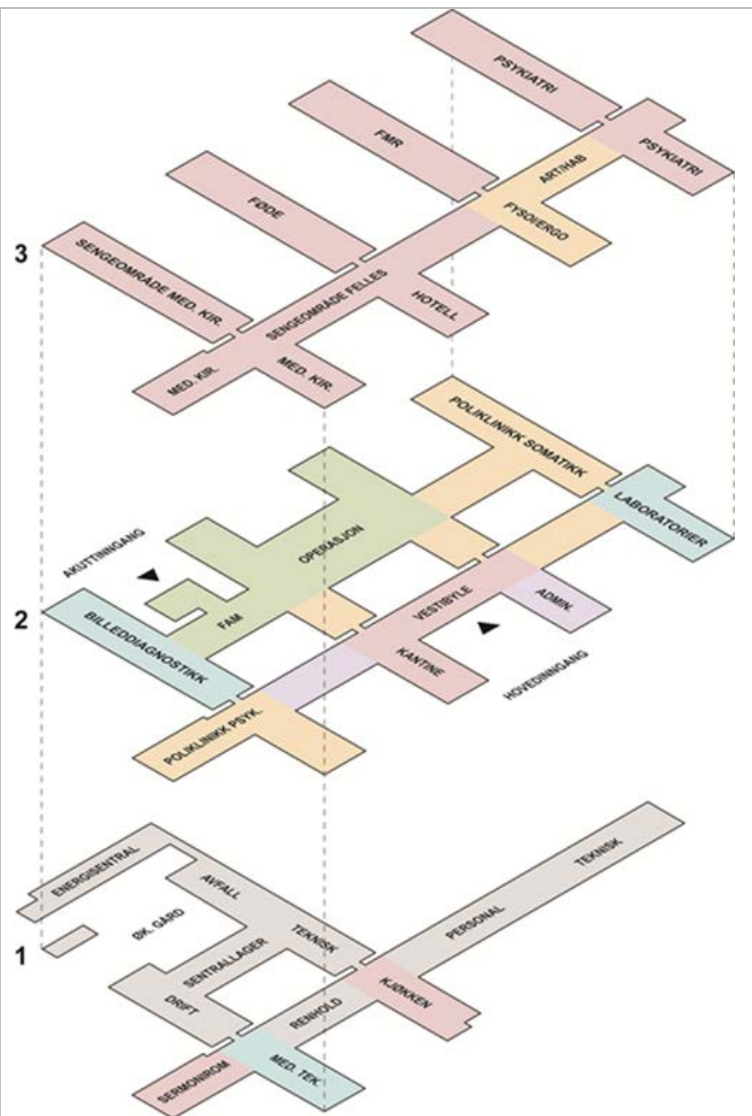 PSYKIATRI
PSYKIATRI
FMR
ART/HAB
FYSO/ERGO
FØDE
3
SENGEOMRÅDE MED. KIR.
SENGEOMRÅDE FELLES
HOTELL
MED. KIR.
MED. KIR.
POLIKLINIKK SOMATIKK
LABORATORIER
AKUTTINNGANG
OPERASJON
2
FAM
VESTIBYLE
ADMIN.
BILLEDDIAGNOSTIKK
KANTINE
HOVEDINNGANG
POLIKLINIKK PSYK.
ENERGISENTRAL
AVFALL
TEKNISK
ØK. GÅRD
TEKNISK
PERSONAL
1
SENTRALLAGER
KJØKKEN
DRIFT
RENHOLD
MED. TEK.
SERMONIROM